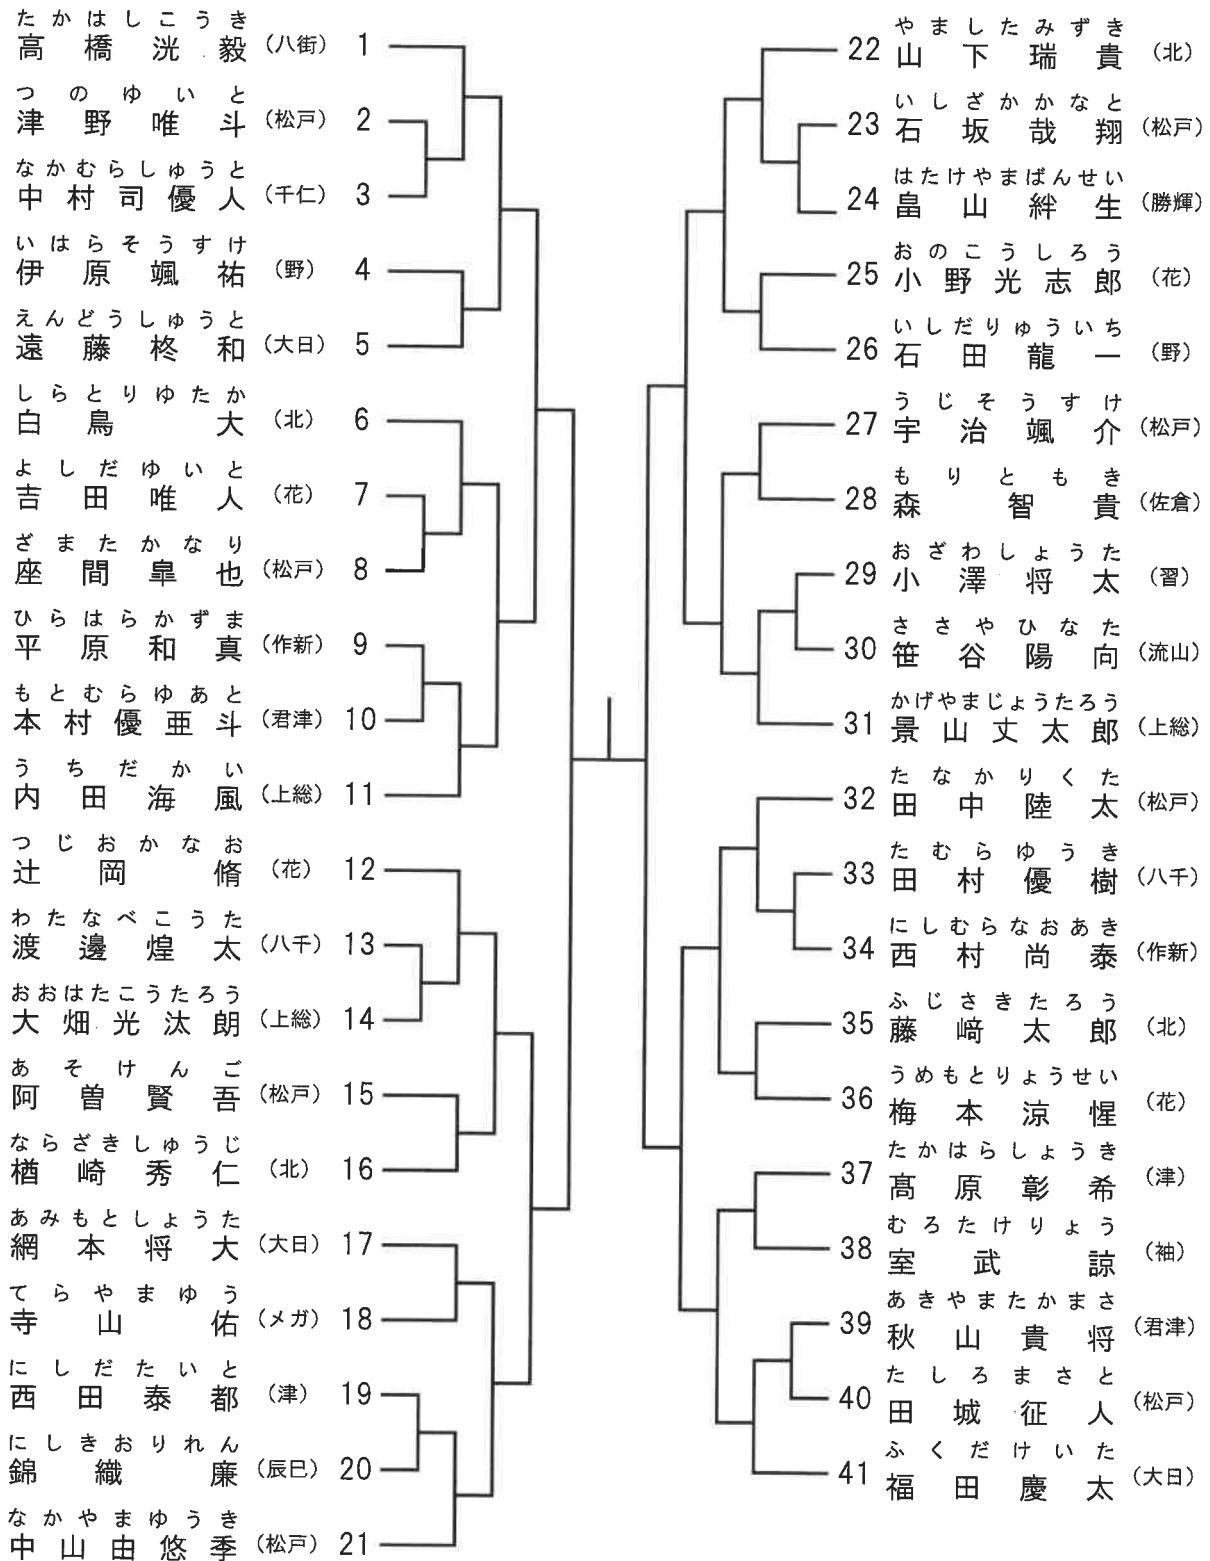 たかはしこうき
高橋洸毅 (八街) 1
つのゆいと
津野唯斗 (松戸) 2
なかむらしゅうと
中村司優人 (千仁) 3
いはらそうすけ
伊原颯祐 (野) 4
えんどうしゅうと
遠藤柊和 (大日) 5
しらとりゆたか
白鳥大 (北) 6
よしだゆいと
吉田唯人 (花) 7
ざまたかなり
座間皐也 (松戸) 8
ひらはらかずま
平原和真 (作新) 9
もとむらゆあと
本村優亜斗 (君津) 10
うちだかい
内田海風 (上総) 11
つじおかなお
辻岡脩 (花) 12
わたなべこうた
渡邊煌太 (八千) 13
おおはたこうたろう
大畑光汰朗 (上総) 14
あそけんご
阿曽賢吾 (松戸) 15
ならざきしゅうじ
楢崎秀仁 (北) 16
あみもとしょうた
網本将大 (大日) 17
てらやまゆう
寺山佑 (メガ) 18
にしだたいと
西田泰都 (津) 19
にしきおりれん
錦織廉 (辰巳) 20
なかやまゆうき
中山由悠季 (松戸) 21
やましたみずき
22 山下瑞貴 (北)
いしざかかなと
23 石坂哉翔 (松戸)
はたけやまばんせい
24 畠山絆生 (勝輝)
おのこうしろう
25 小野光志郎 (花)
いしだりゅういち
26 石田龍一 (野)
うじそうすけ
27 宇治颯介 (松戸)
もりともき
28 森智貴 (佐倉)
おざわしょうた
29 小澤将太 (習)
ささやひなた
30 笹谷陽向 (流山)
かげやまじょうたろう
31 景山丈太郎 (上総)
たなかりくた
32 田中陸太 (松戸)
たむらゆうき
33 田村優樹 (八千)
にしむらなおあき
34 西村尚泰 (作新)
ふじさきたろう
35 藤﨑太郎 (北)
うめもとりょうせい
36 梅本涼惺 (花)
たかはらしょうき
37 髙原彰希 (津)
むろたけりょう
38 室武諒 (袖)
あきやまたかまさ
39 秋山貴将 (君津)
たしろまさと
40 田城征人 (松戸)
ふくだけいた
41 福田慶太 (大日)